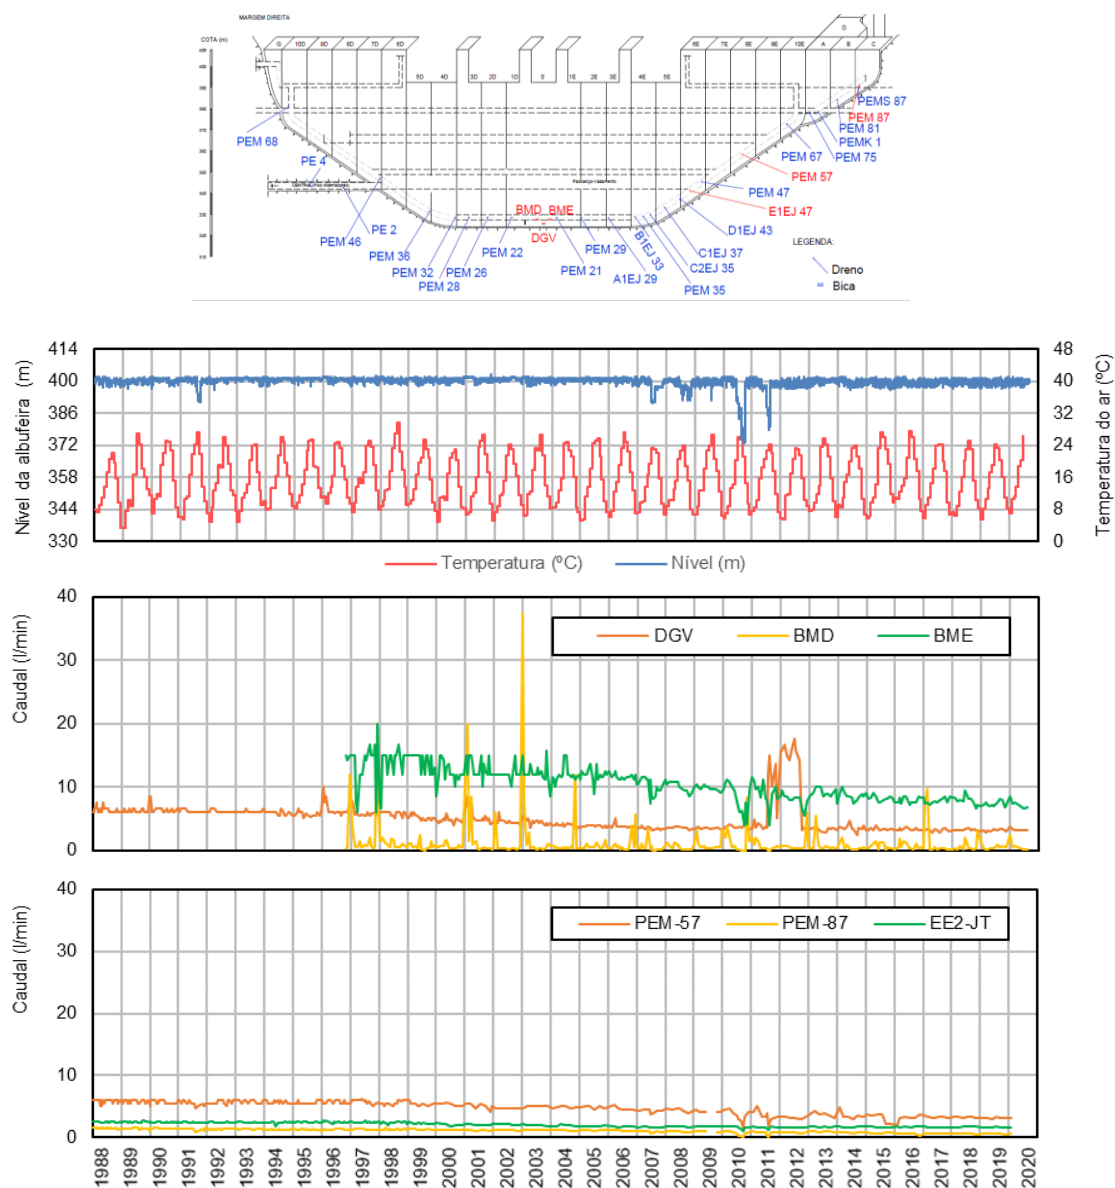 MARGEM DIREITA
COTA (m)
G 10D 9D 8D 7D 6D 5D 4D 3D 2D 1D 0 1E 2E 3E 4E 5E 6E 7E 8E 9E 10E A B C D
PEMS 87
PEM 87
PEM 81
PEMK 1
PEM 75
PEM 68
PE 4
PEM 67
PEM 57
PEM 47
E1EJ 47
BMD BME
PE 2
D1EJ 43
DGV
PEM 46
PEM 36
PEM 22
PEM 29
B1EJ 33
C1EJ 37
LEGENDA:
PEM 32
PEM 26
PEM 21
A1EJ 29
C2EJ 35
Dreno
PEM 28
PEM 35
Bica
Nível da albufeira (m)
414
400
386
372
358
344
330
48
40
32
24
16
8
0
Temperatura do ar (ºC)
Temperatura (ºC) Nível (m)
Caudal (l/min)
40
30
20
10
0
DGV BMD BME
Caudal (l/min)
40
30
20
10
0
PEM-57 PEM-87 EE2-JT
1988 1989 1990 1991 1992 1993 1994 1995 1996 1997 1998 1999 2000 2001 2002 2003 2004 2005 2006 2007 2008 2009 2010 2011 2012 2013 2014 2015 2016 2017 2018 2019 2020